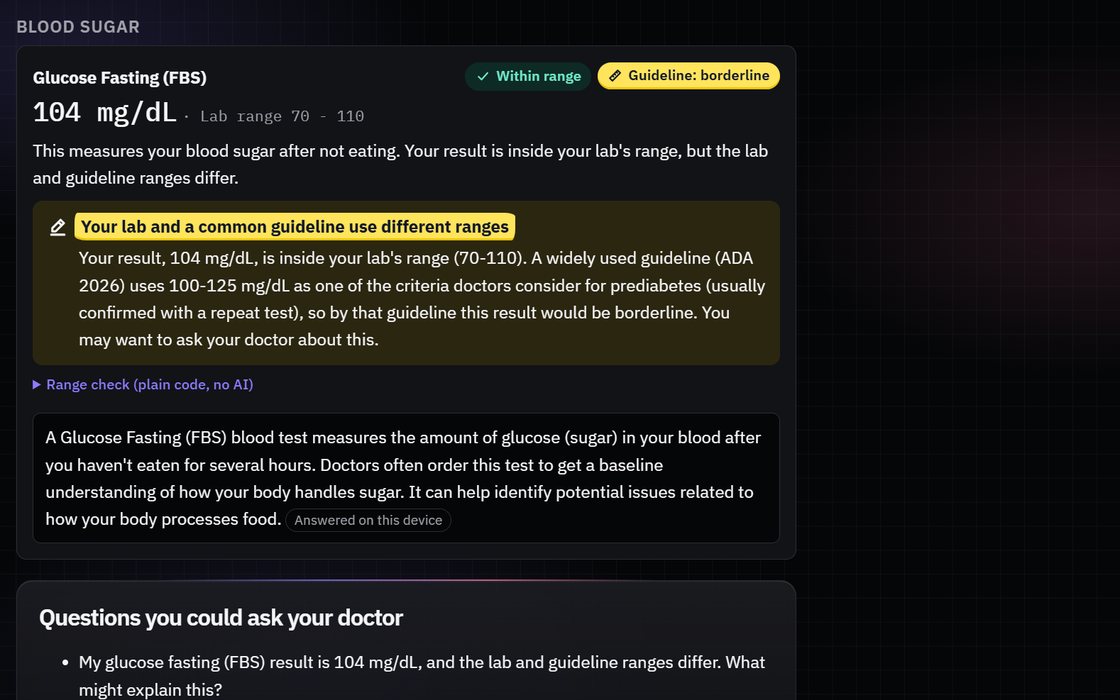 BLOOD SUGAR
Glucose Fasting (FBS)
Within range
Guideline: borderline
104 mg/dL · Lab range 70 - 110
This measures your blood sugar after not eating. Your result is inside your lab's range, but the lab
and guideline ranges differ.
Your lab and a common guideline use different ranges
Your result, 104 mg/dL, is inside your lab's range (70-110). A widely used guideline (ADA
2026) uses 100-125 mg/dL as one of the criteria doctors consider for prediabetes (usually
confirmed with a repeat test), so by that guideline this result would be borderline. You
may want to ask your doctor about this.
Range check (plain code, no AI)
A Glucose Fasting (FBS) blood test measures the amount of glucose (sugar) in your blood after
you haven't eaten for several hours. Doctors often order this test to get a baseline
understanding of how your body handles sugar. It can help identify potential issues related to
how your body processes food. Answered on this device
Questions you could ask your doctor
• My glucose fasting (FBS) result is 104 mg/dL, and the lab and guideline ranges differ. What
might explain this?